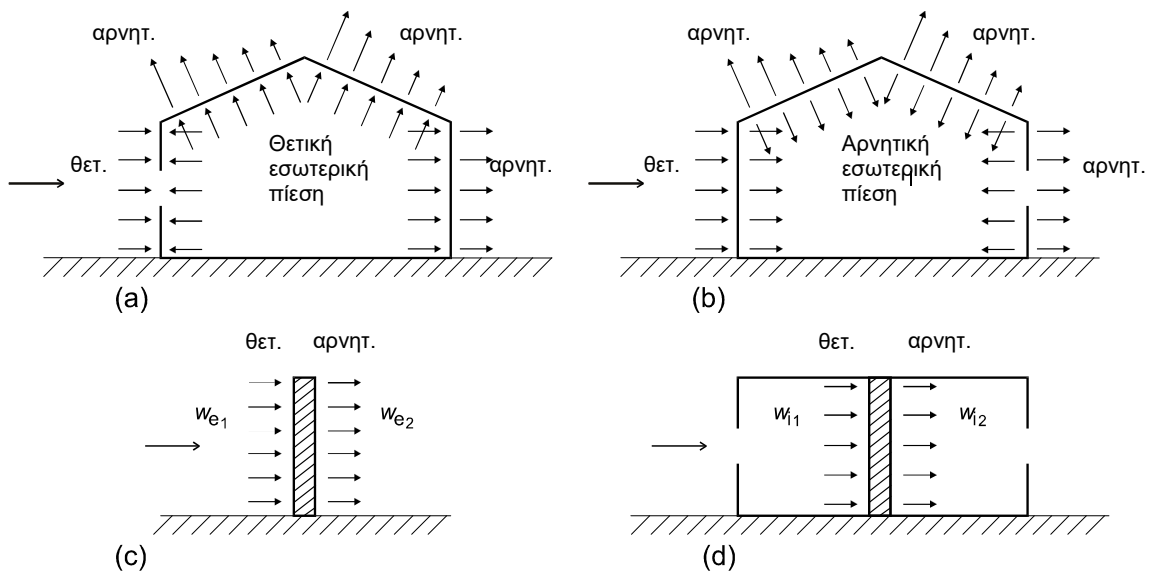 αρνητ.
αρνητ.
θετ.
Θετική
εσωτερική
πίεση
αρνητ.
(a)
αρνητ.
αρνητ.
θετ.
Αρνητική
εσωτερική
πίεση
αρνητ.
(b)
θετ.
αρνητ.
we1
we2
(c)
θετ.
αρνητ.
wi1
wi2
(d)